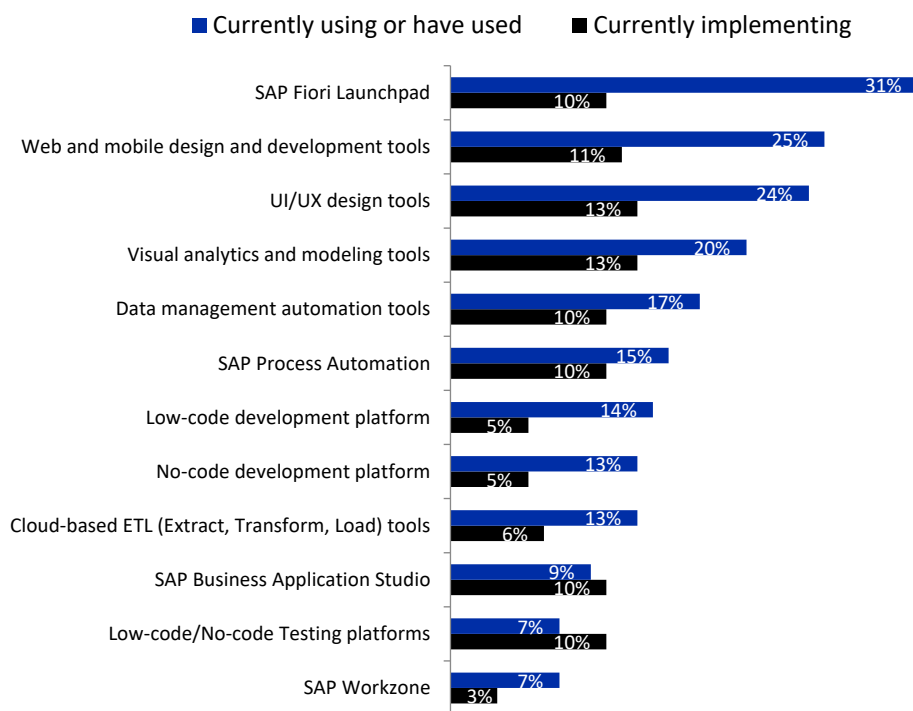 Currently using or have used Currently implementing
SAP Fiori Launchpad
31%
10%
Web and mobile design and development tools
25%
11%
UI/UX design tools
24%
13%
Visual analytics and modeling tools
20%
13%
Data management automation tools
17%
10%
SAP Process Automation
15%
10%
Low-code development platform
14%
5%
No-code development platform
13%
5%
Cloud-based ETL (Extract, Transform, Load) tools
13%
6%
SAP Business Application Studio
9%
10%
Low-code/No-code Testing platforms
7%
10%
SAP Workzone
7%
3%